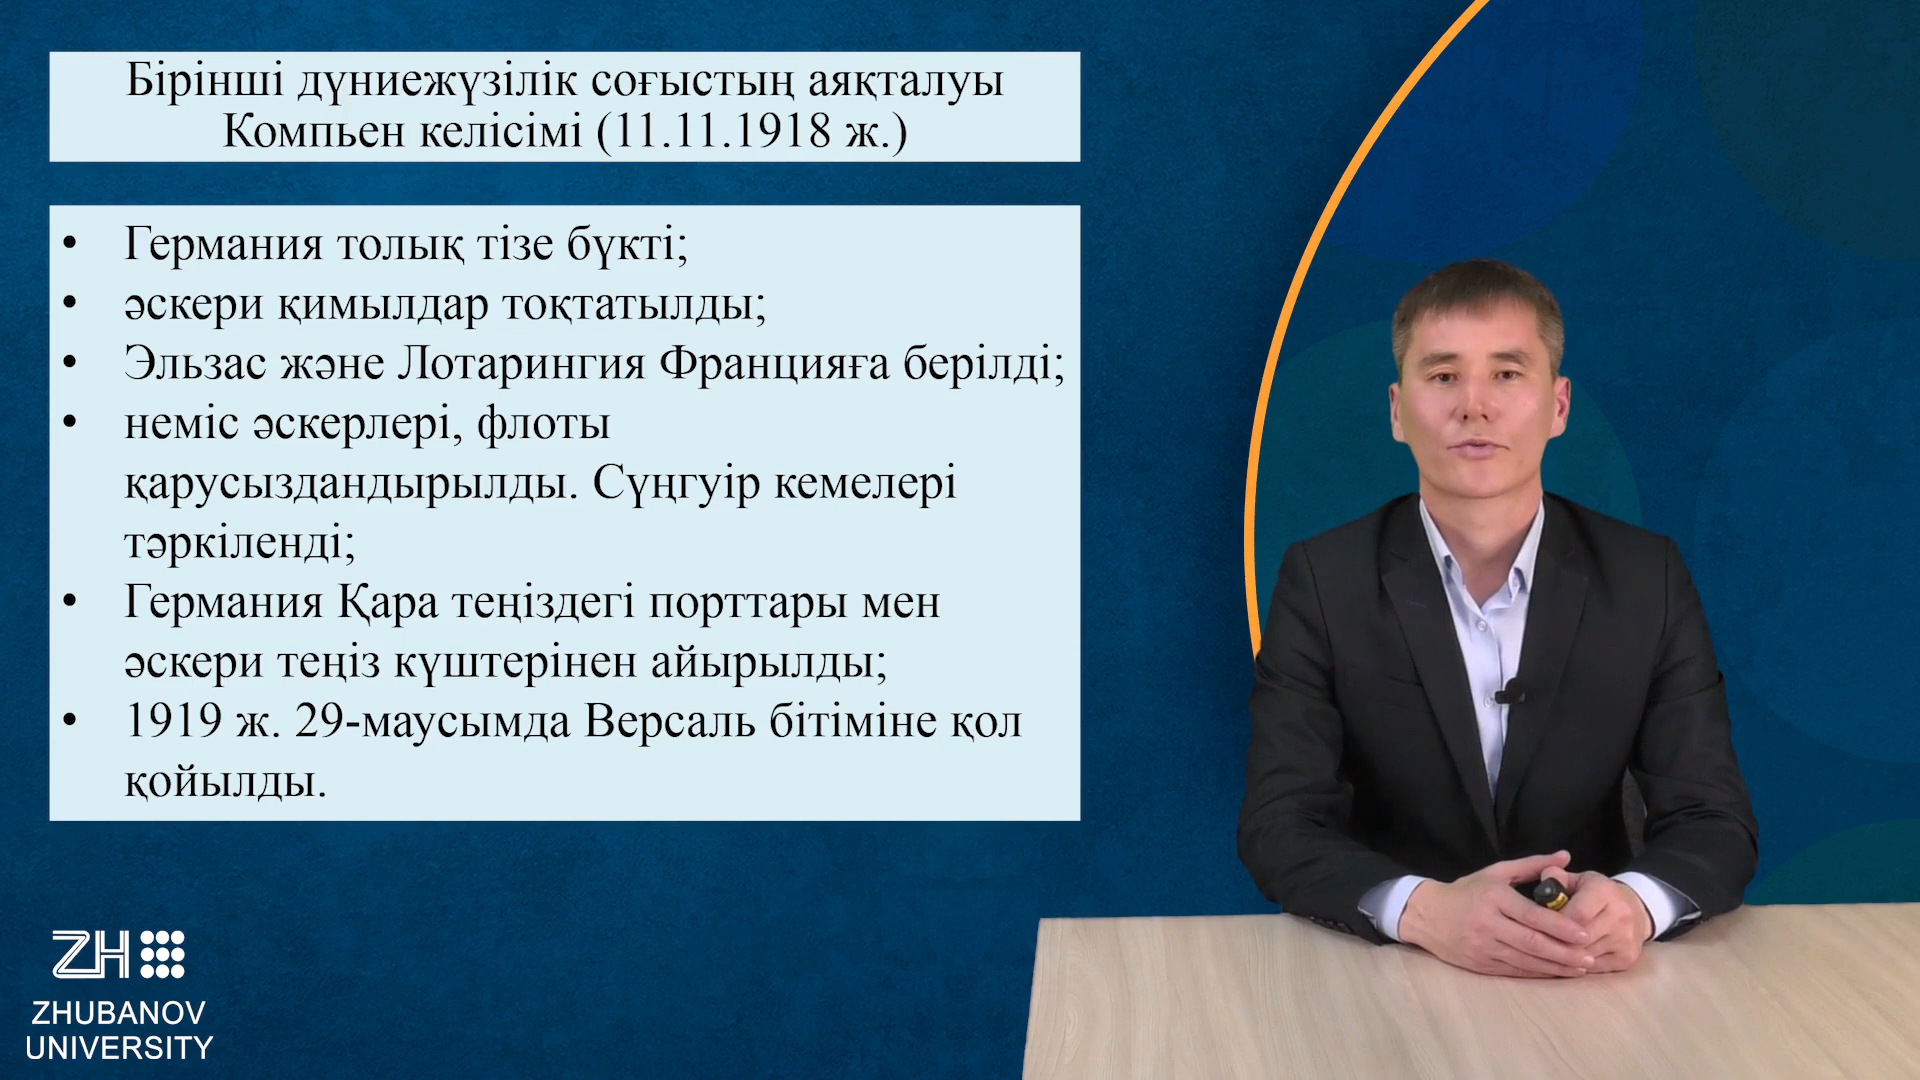 Бірінші дүниежүзілік соғыстың аяқталуы
Компьен келісімі (11.11.1918 ж.)
• Германия толық тізе бүкті;
• әскери қимылдар тоқтатылды;
• Эльзас және Лотарингия Францияға берілді;
• неміс әскерлері, флоты
қарусыздандырылды. Сүңгуір кемелері
тәркіленді;
• Германия Қара теңіздегі порттары мен
әскери теңіз күштерінен айырылды;
• 1919 ж. 29-маусымда Версаль бітіміне қол
қойылды.
ZH
ZHUBANOV
UNIVERSITY